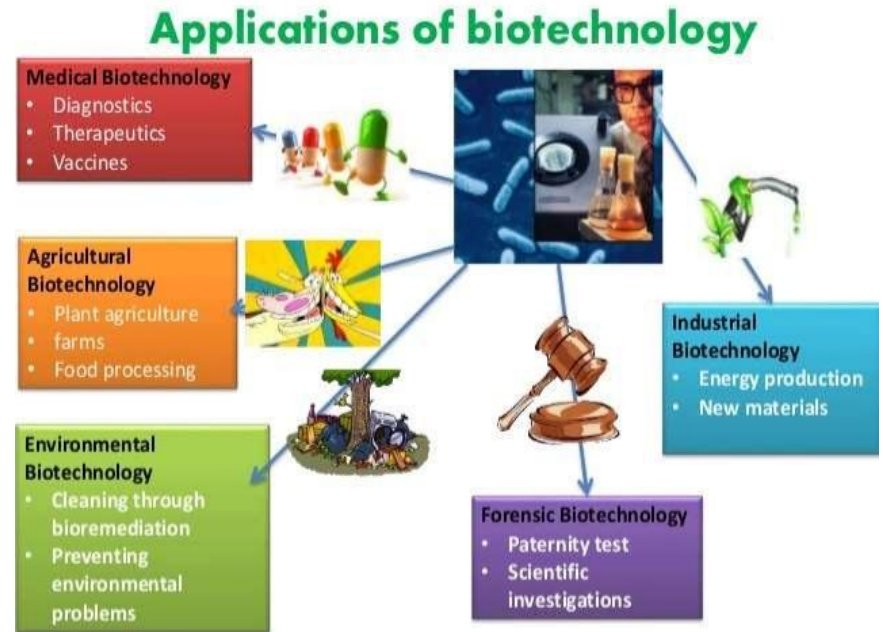 Applications of biotechnology
Medical Biotechnology
• Diagnostics
• Therapeutics
• Vaccines
Agricultural
Biotechnology
• Plant agriculture
• farms
• Food processing
Environmental
Biotechnology
• Cleaning through
bioremediation
• Preventing
environmental
problems
Forensic Biotechnology
• Paternity test
• Scientific
investigations
Industrial
Biotechnology
• Energy production
• New materials